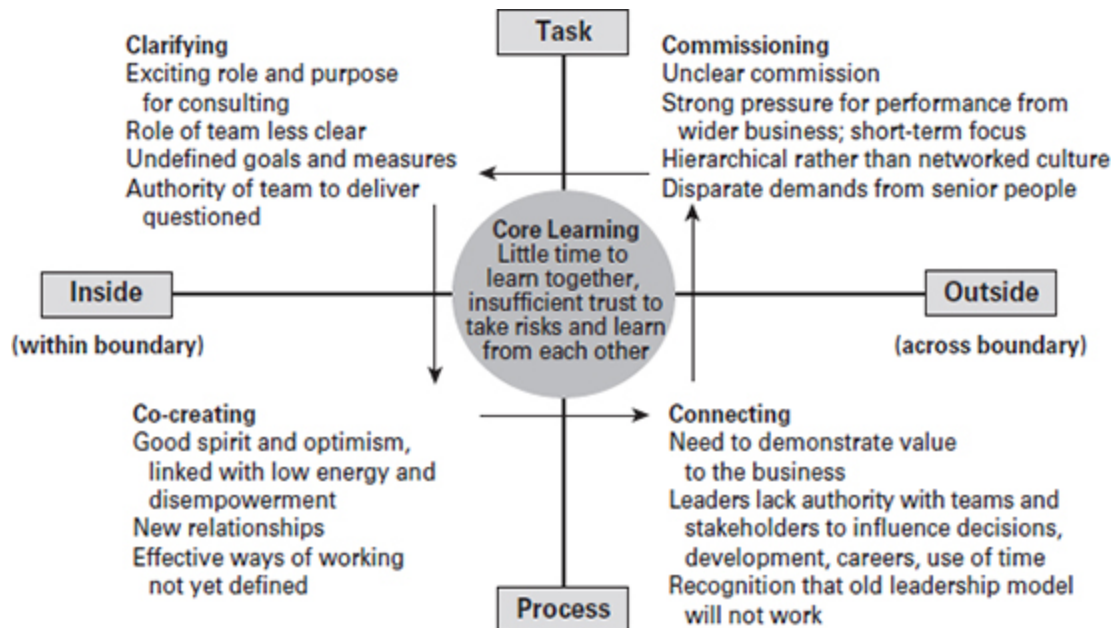 Task
Clarifying
Exciting role and purpose
for consulting
Role of team less clear
Undefined goals and measures
Authority of team to deliver
questioned
Commissioning
Unclear commission
Strong pressure for performance from
wider business; short-term focus
Hierarchical rather than networked culture
Disparate demands from senior people
Inside
(within boundary)
Core Learning
Little time to
learn together,
insufficient trust to
take risks and learn
from each other
Outside
(across boundary)
Co-creating
Good spirit and optimism,
linked with low energy and
disempowerment
New relationships
Effective ways of working
not yet defined
Connecting
Need to demonstrate value
to the business
Leaders lack authority with teams and
stakeholders to influence decisions,
development, careers, use of time
Recognition that old leadership model
will not work
Process